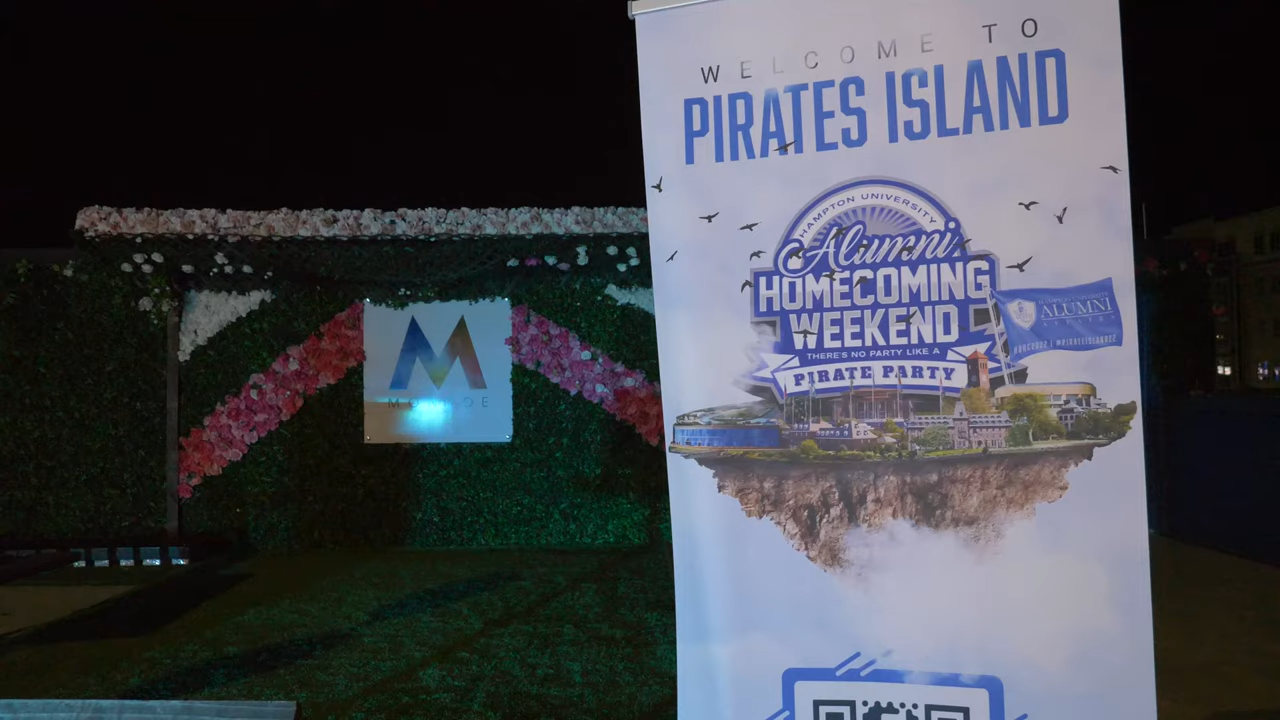 WELCOME TO
PIRATES ISLAND
HAMPTON UNIVERSITY
Alumni
HOMECOMING
WEEKEND
THERE'S NO PARTY LIKE A
PIRATE PARTY
ALUMNI
M